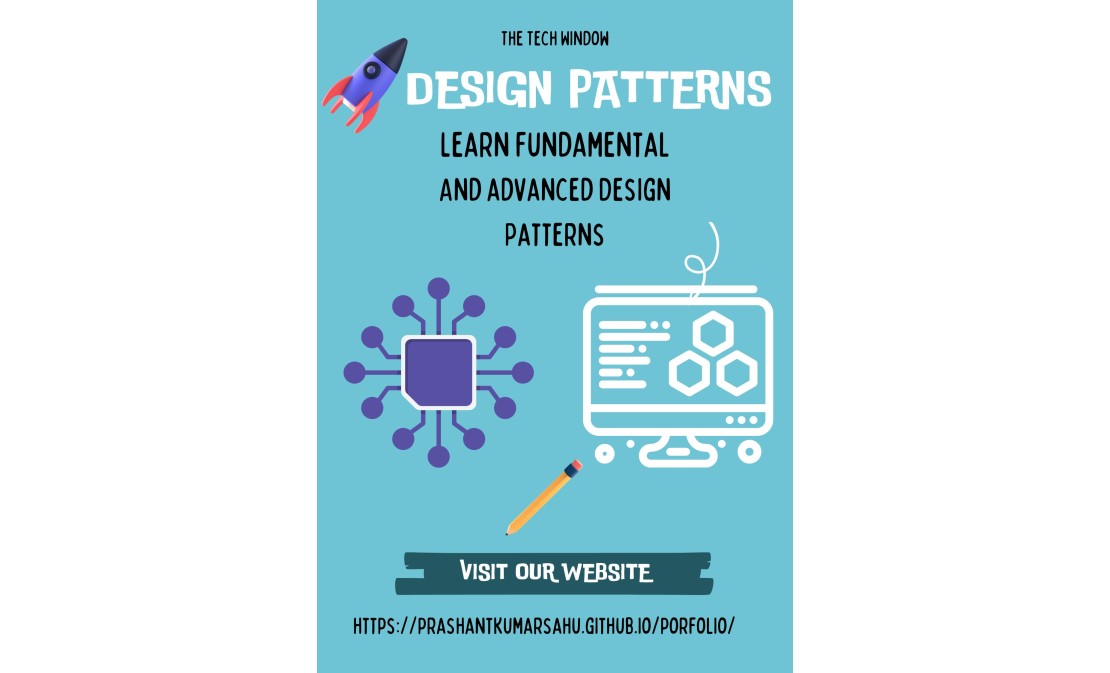 THE TECH WINDOW
DESIGN PATTERNS
LEARN FUNDAMENTAL
AND ADVANCED DESIGN
PATTERNS
VISIT OUR WEBSITE
HTTPS://PRASHANTKUMARSAHU.GITHUB.IO/PORFOLIO/